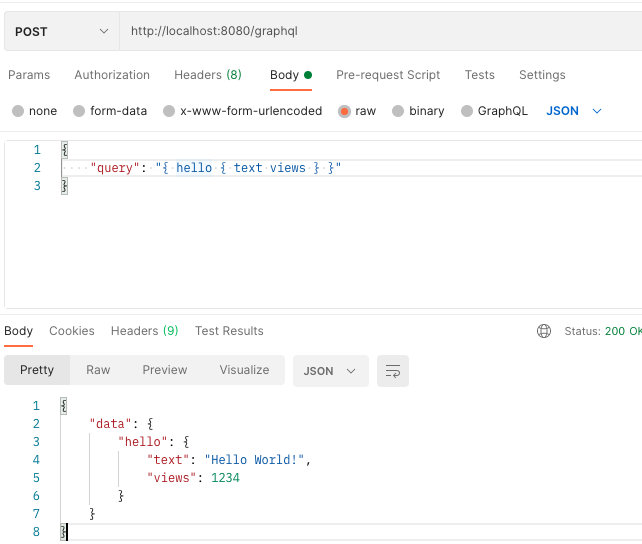 POST http://localhost:8080/graphql
Params Authorization Headers (8) Body Pre-request Script Tests Settings
none form-data x-www-form-urlencoded raw binary GraphQL JSON
1 {
2 "query": "{ hello { text views } }"
3 }
Body Cookies Headers (9) Test Results Status: 200 OK
Pretty Raw Preview Visualize JSON
1 {
2 "data": {
3 "hello": {
4 "text": "Hello World!",
5 "views": 1234
6 }
7 }
8 }